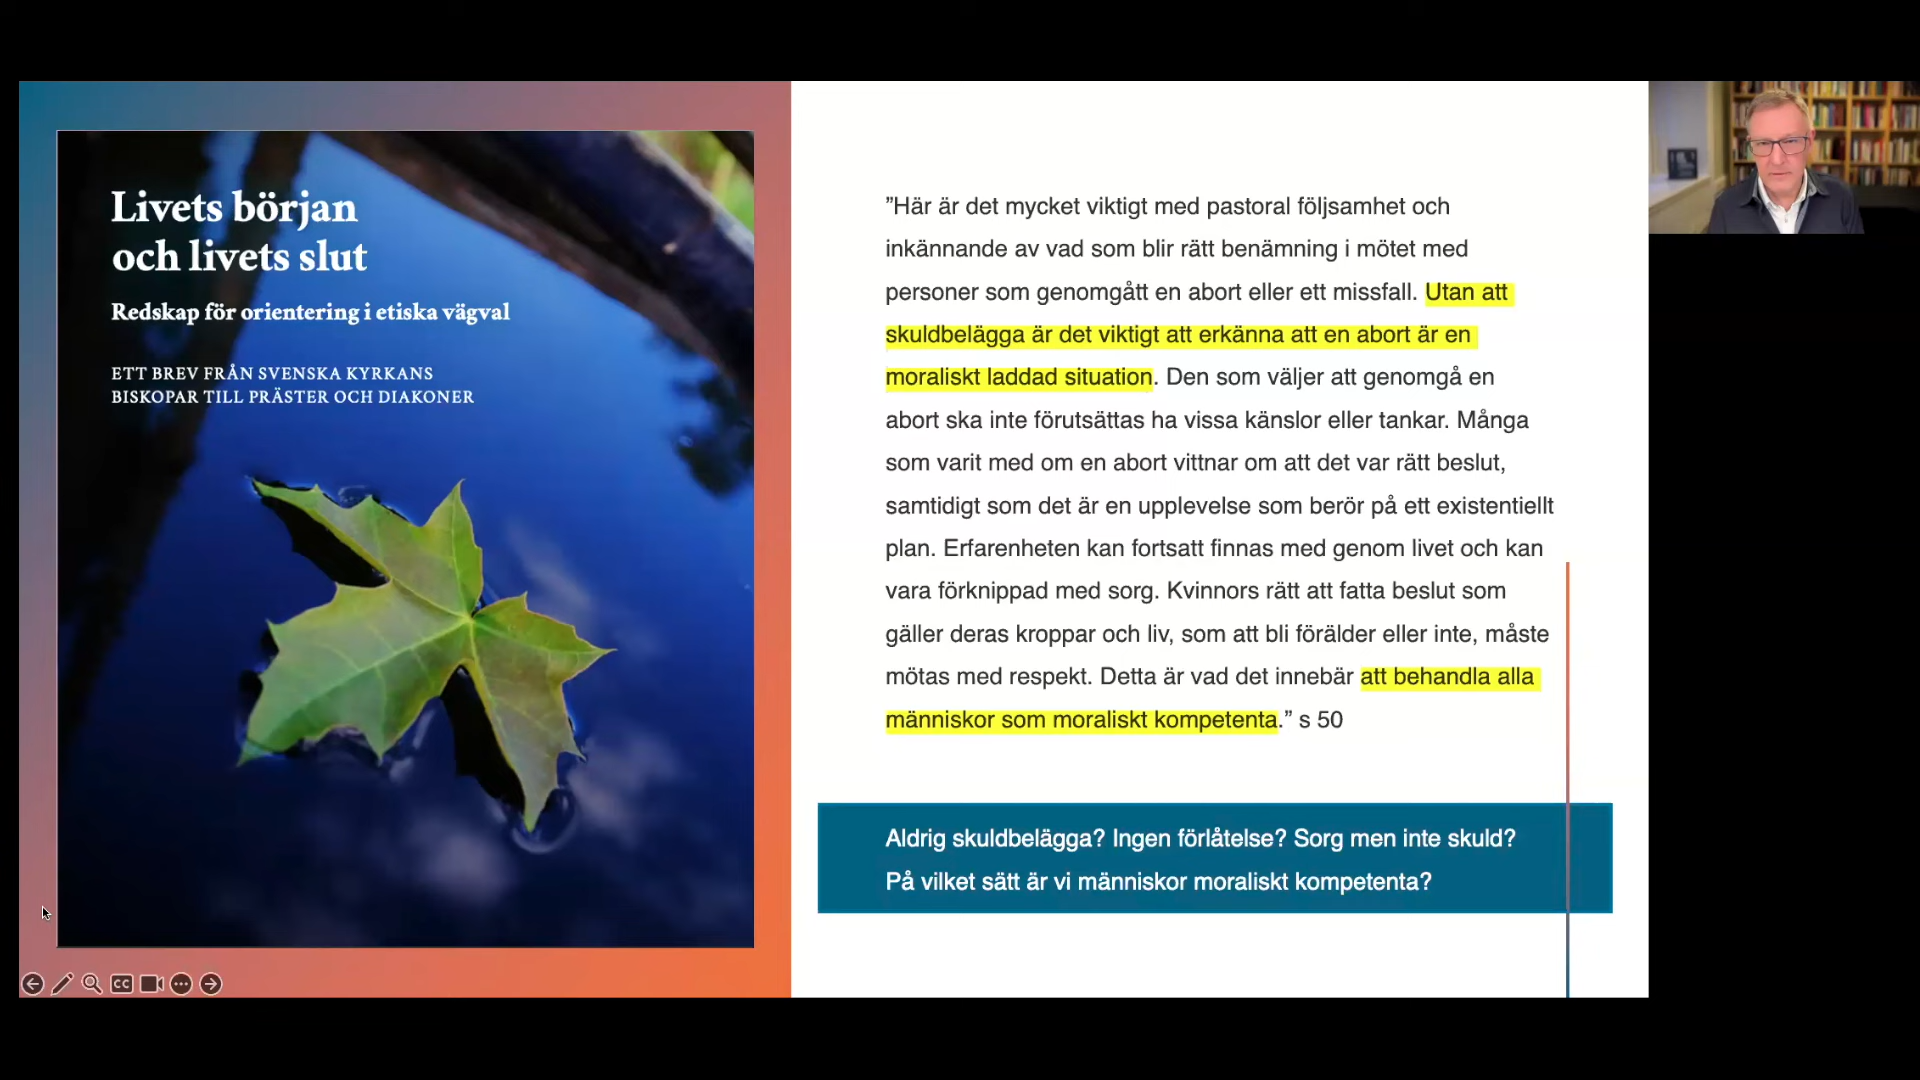 Livets början
och livets slut
Redskap för orientering i etiska vägval
ETT BREV FRÅN SVENSKA KYRKANS
BISKOPAR TILL PRÄSTER OCH DIAKONER
”Här är det mycket viktigt med pastoral följsamhet och
inkännande av vad som blir rätt benämning i mötet med
personer som genomgått en abort eller ett missfall. Utan att
skuldbelägga är det viktigt att erkänna att en abort är en
moraliskt laddad situation. Den som väljer att genomgå en
abort ska inte förutsättas ha vissa känslor eller tankar. Många
som varit med om en abort vittnar om att det var rätt beslut,
samtidigt som det är en upplevelse som berör på ett existentiellt
plan. Erfarenheten kan fortsatt finnas med genom livet och kan
vara förknippad med sorg. Kvinnors rätt att fatta beslut som
gäller deras kroppar och liv, som att bli förälder eller inte, måste
mötas med respekt. Detta är vad det innebär att behandla alla
människor som moraliskt kompetenta.” s 50
Aldrig skuldbelägga? Ingen förlåtelse? Sorg men inte skuld?
På vilket sätt är vi människor moraliskt kompetenta?
CC